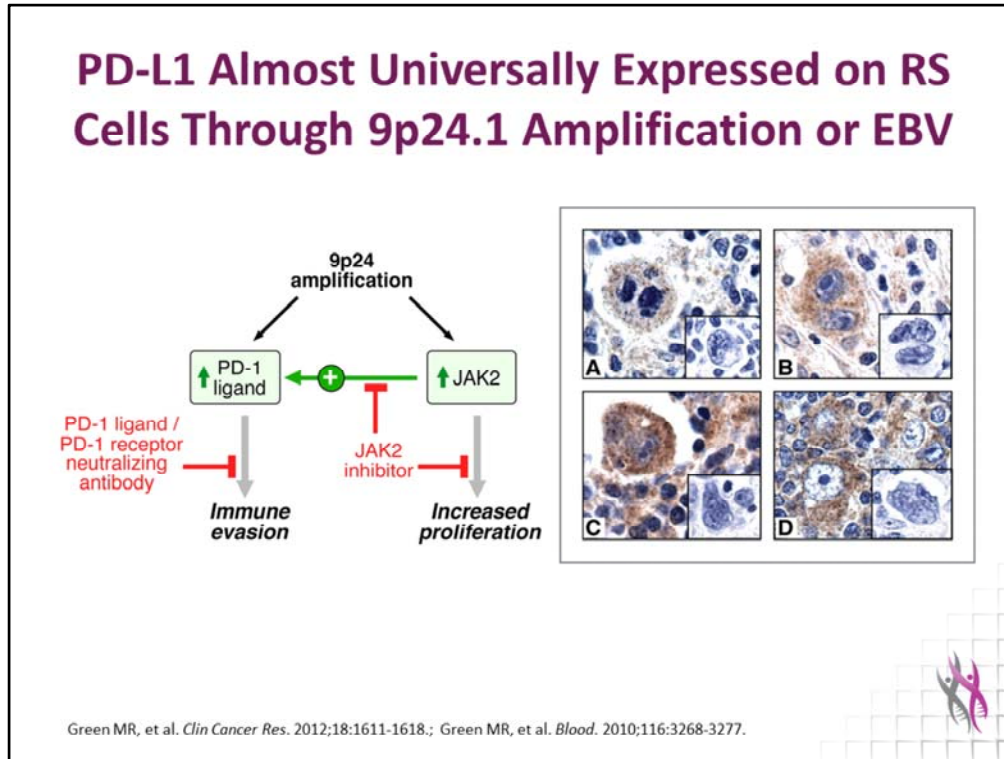 PD-L1 Almost Universally Expressed on RS
Cells Through 9p24.1 Amplification or EBV
9p24
amplification
PD-1
ligand
+
JAK2
PD-1 ligand /
PD-1 receptor
neutralizing
antibody
JAK2
inhibitor
Immune
evasion
Increased
proliferation
A
B
C
D
Green MR, et al. Clin Cancer Res. 2012;18:1611-1618.; Green MR, et al. Blood. 2010;116:3268-3277.